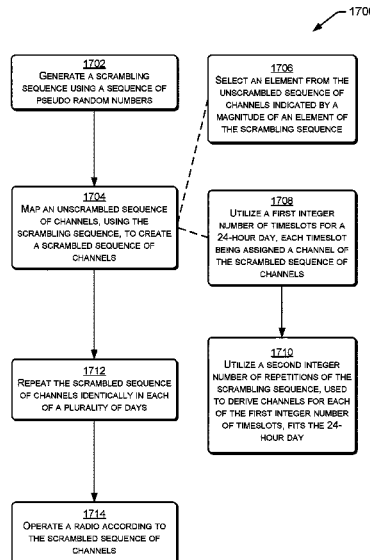 1700
1702
GENERATE A SCRAMBLING
SEQUENCE USING A SEQUENCE OF
PSEUDO RANDOM NUMBERS
1706
SELECT AN ELEMENT FROM THE
UNSCRAMBLED SEQUENCE OF
CHANNELS INDICATED BY A
MAGNITUDE OF AN ELEMENT OF
THE SCRAMBLING SEQUENCE
1704
MAP AN UNSCRAMBLED SEQUENCE
OF CHANNELS, USING THE
SCRAMBLING SEQUENCE, TO CREATE
A SCRAMBLED SEQUENCE OF
CHANNELS
1708
UTILIZE A FIRST INTEGER
NUMBER OF TIMESLOTS FOR A
24-HOUR DAY, EACH TIMESLOT
BEING ASSIGNED A CHANNEL OF
THE SCRAMBLED SEQUENCE OF
CHANNELS
1710
UTILIZE A SECOND INTEGER
NUMBER OF REPETITIONS OF THE
SCRAMBLING SEQUENCE, USED
TO DERIVE CHANNELS FOR EACH
OF THE FIRST INTEGER NUMBER
OF TIMESLOTS, FITS THE 24-
HOUR DAY
1712
REPEAT THE SCRAMBLED SEQUENCE
OF CHANNELS IDENTICALLY IN EACH
OF A PLURALITY OF DAYS
1714
OPERATE A RADIO ACCORDING TO
THE SCRAMBLED SEQUENCE OF
CHANNELS